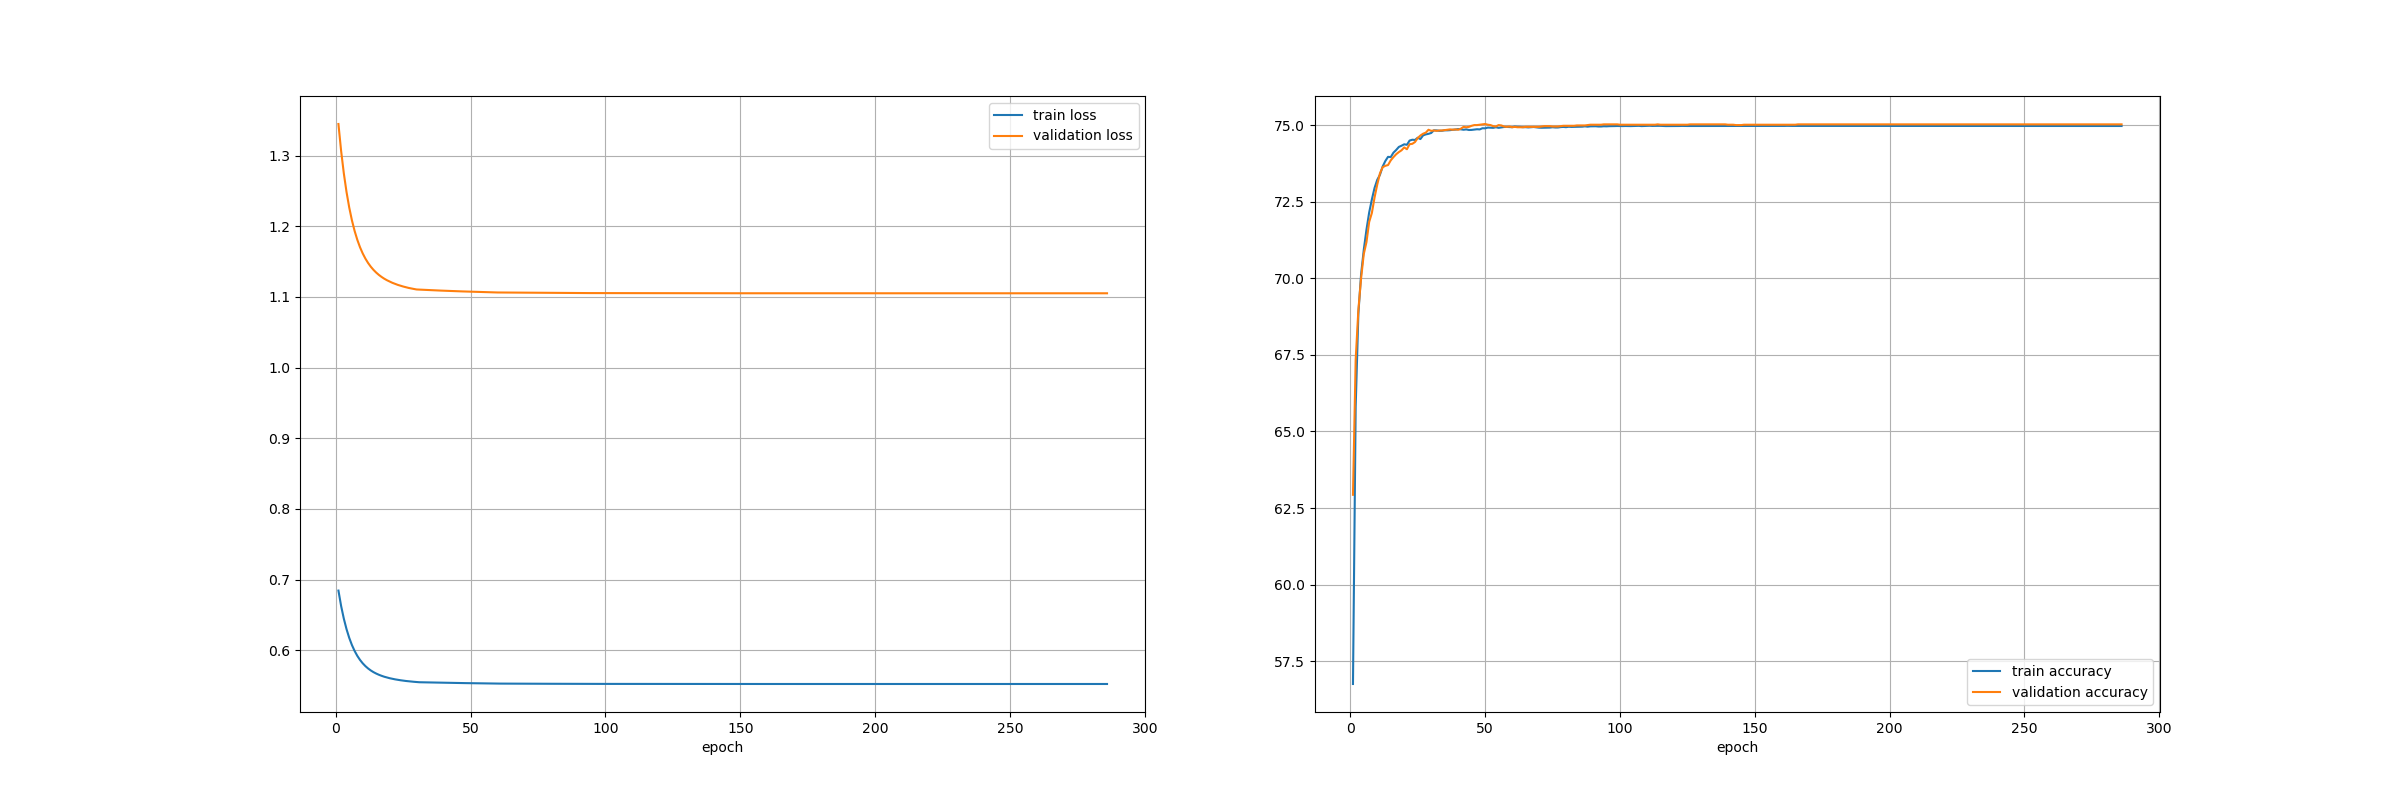 train loss
validation loss
1.3
1.2
1.1
1.0
0.9
0.8
0.7
0.6
0 50 100 150 200 250 300
epoch
train accuracy
validation accuracy
75.0
72.5
70.0
67.5
65.0
62.5
60.0
57.5
0 50 100 150 200 250 300
epoch